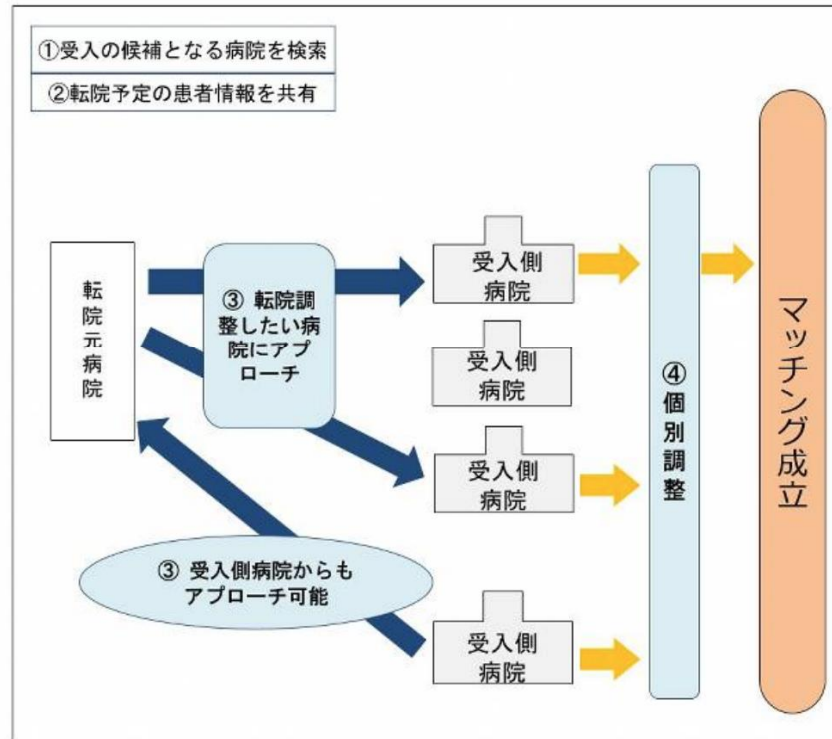 ①受入の候補となる病院を検索
②転院予定の患者情報を共有
転院元病院
③ 転院調
整したい病
院にアプ
ローチ
受入側
病院
受入側
病院
受入側
病院
③ 受入側病院からも
アプローチ可能
受入側
病院
④個別調整
マッチング成立